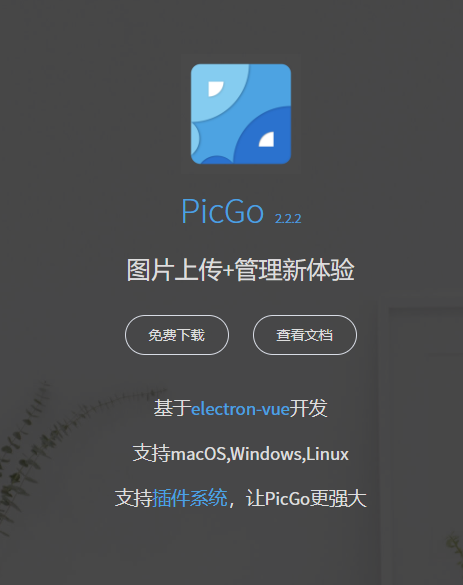 PicGo 2.2.2
图片上传+管理新体验
免费下载 查看文档
基于electron-vue开发
支持macOS,Windows,Linux
支持插件系统，让PicGo更强大